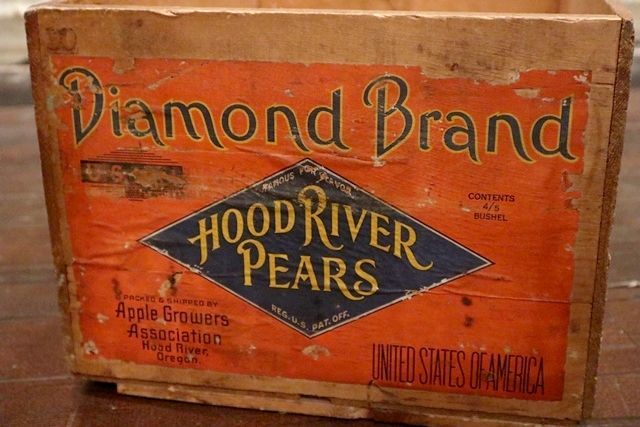 Diamond Brand
FAMOUS FOR FLAVOR
HOOD RIVER
PEARS
REG. U.S. PAT. OFF.
CONTENTS
4/5
BUSHEL
PACKED & SHIPPED BY
Apple Growers
Association
Hood River,
Oregon.
UNITED STATES OF AMERICA